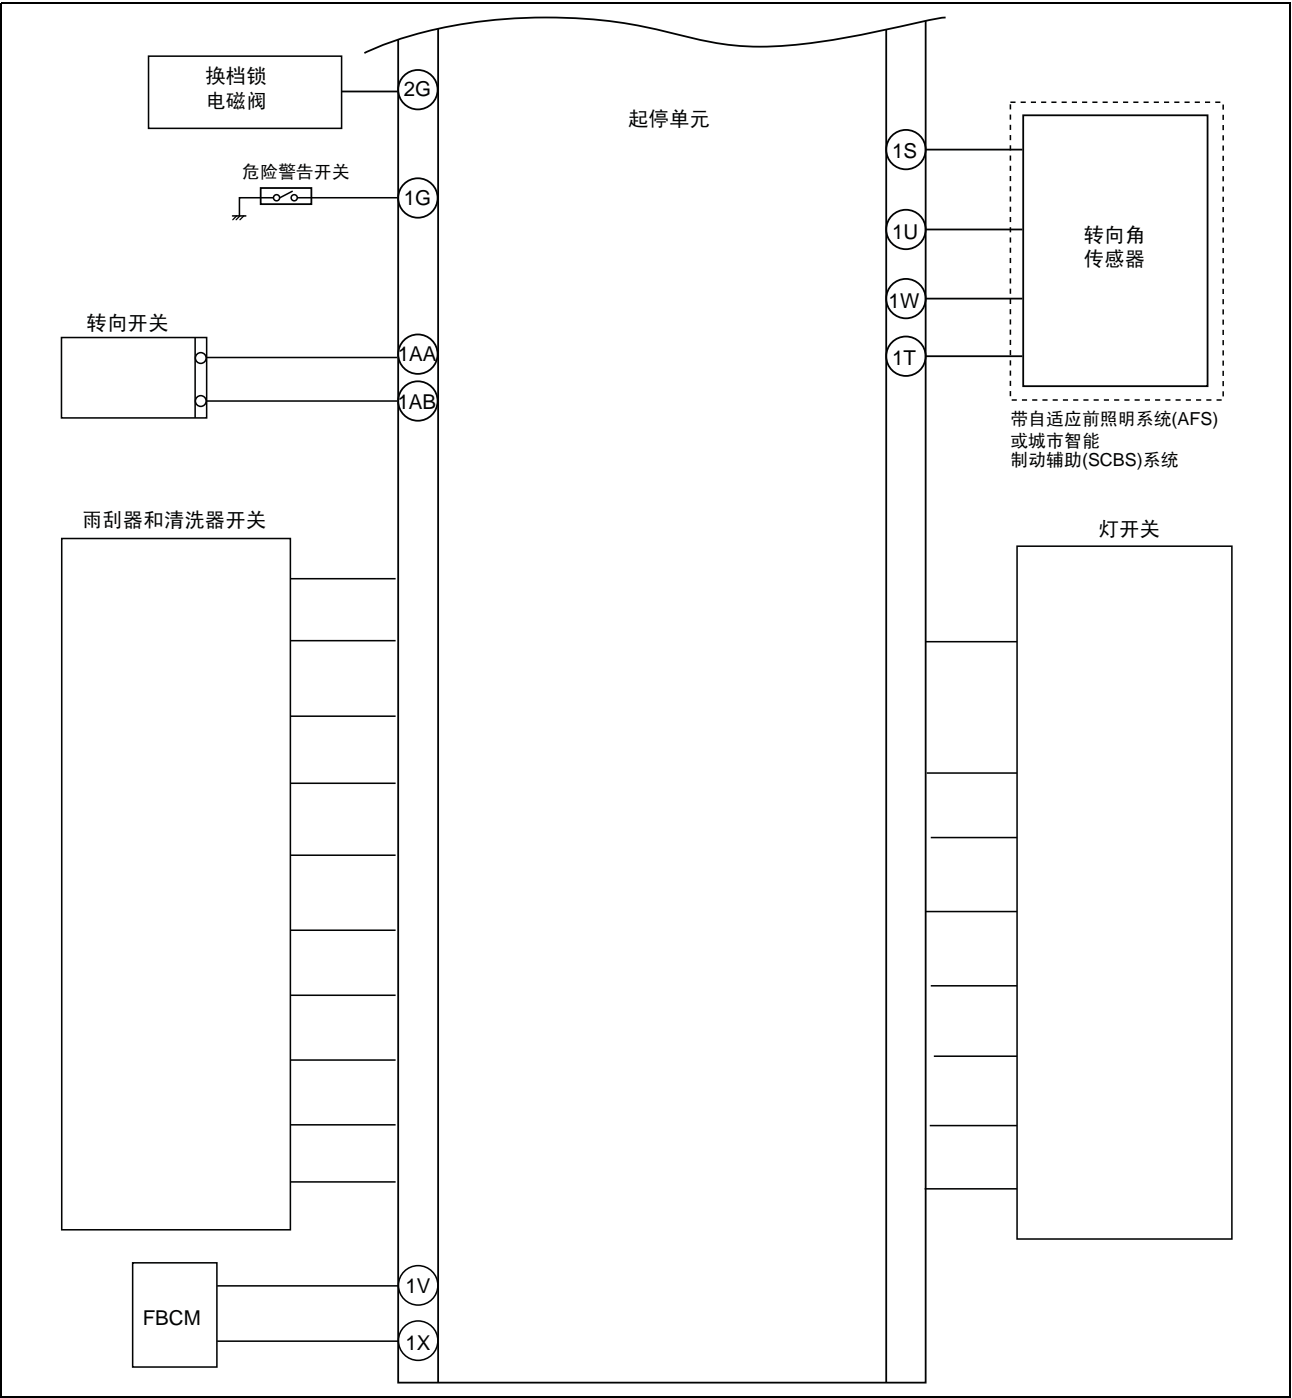 换档锁
电磁阀
2G
起停单元
1S
危险警告开关
1G
1U
转向角
传感器
1W
转向开关
1AA
1T
1AB
带自适应前照明系统(AFS)
或城市智能
制动辅助(SCBS)系统
雨刮器和清洗器开关
灯开关
1V
FBCM
1X